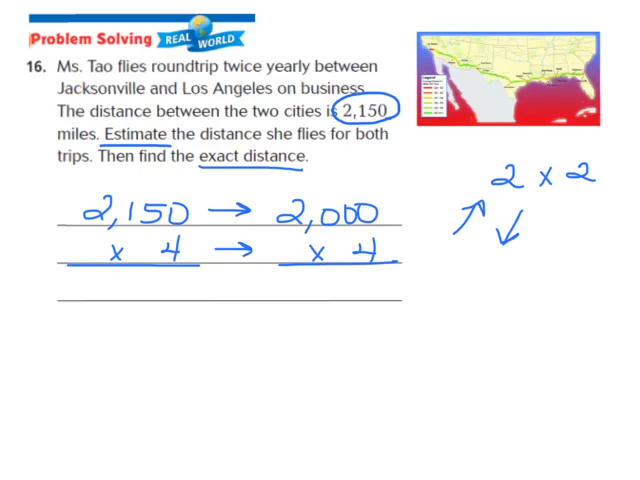 Problem Solving REAL WORLD
16. Ms. Tao flies roundtrip twice yearly between
Jacksonville and Los Angeles on business.
The distance between the two cities is 2,150
miles. Estimate the distance she flies for both
trips. Then find the exact distance.
2 x 2
2,150 → 2,000
x 4 → x 4